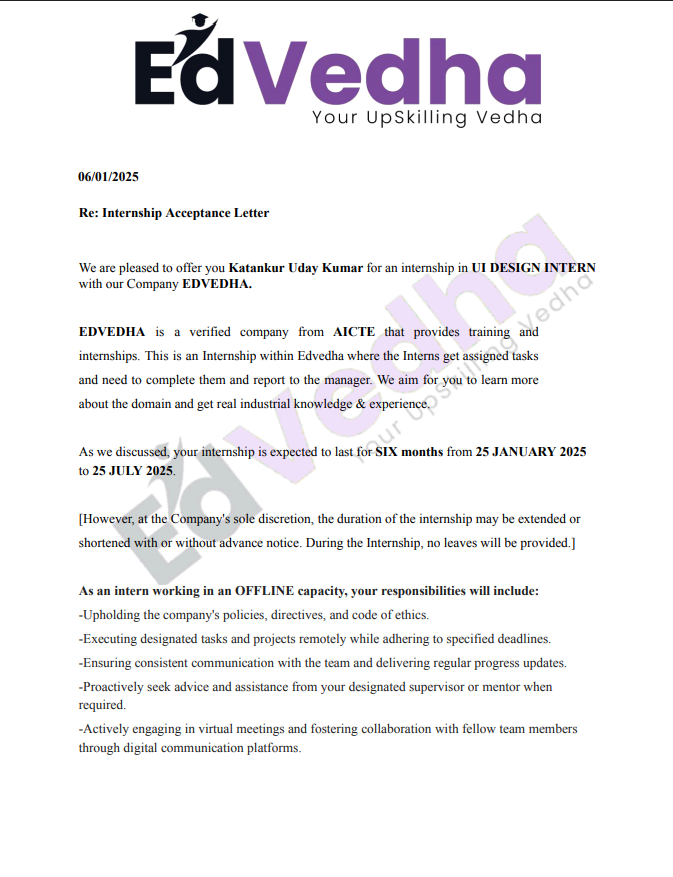 EdVedha
Your UpSkilling Vedha
06/01/2025
Re: Internship Acceptance Letter
We are pleased to offer you Katankur Uday Kumar for an internship in UI DESIGN INTERN
with our Company EDVEDHA.
EDVEDHA is a verified company from AICTE that provides training and
internships. This is an Internship within Edvedha where the Interns get assigned tasks
and need to complete them and report to the manager. We aim for you to learn more
about the domain and get real industrial knowledge & experience.
As we discussed, your internship is expected to last for SIX months from 25 JANUARY 2025
to 25 JULY 2025.
[However, at the Company's sole discretion, the duration of the internship may be extended or
shortened with or without advance notice. During the Internship, no leaves will be provided.]
As an intern working in an OFFLINE capacity, your responsibilities will include:
-Upholding the company's policies, directives, and code of ethics.
-Executing designated tasks and projects remotely while adhering to specified deadlines.
-Ensuring consistent communication with the team and delivering regular progress updates.
-Proactively seek advice and assistance from your designated supervisor or mentor when
required.
-Actively engaging in virtual meetings and fostering collaboration with fellow team members
through digital communication platforms.
EdVedha
Your UpSkilling Vedha